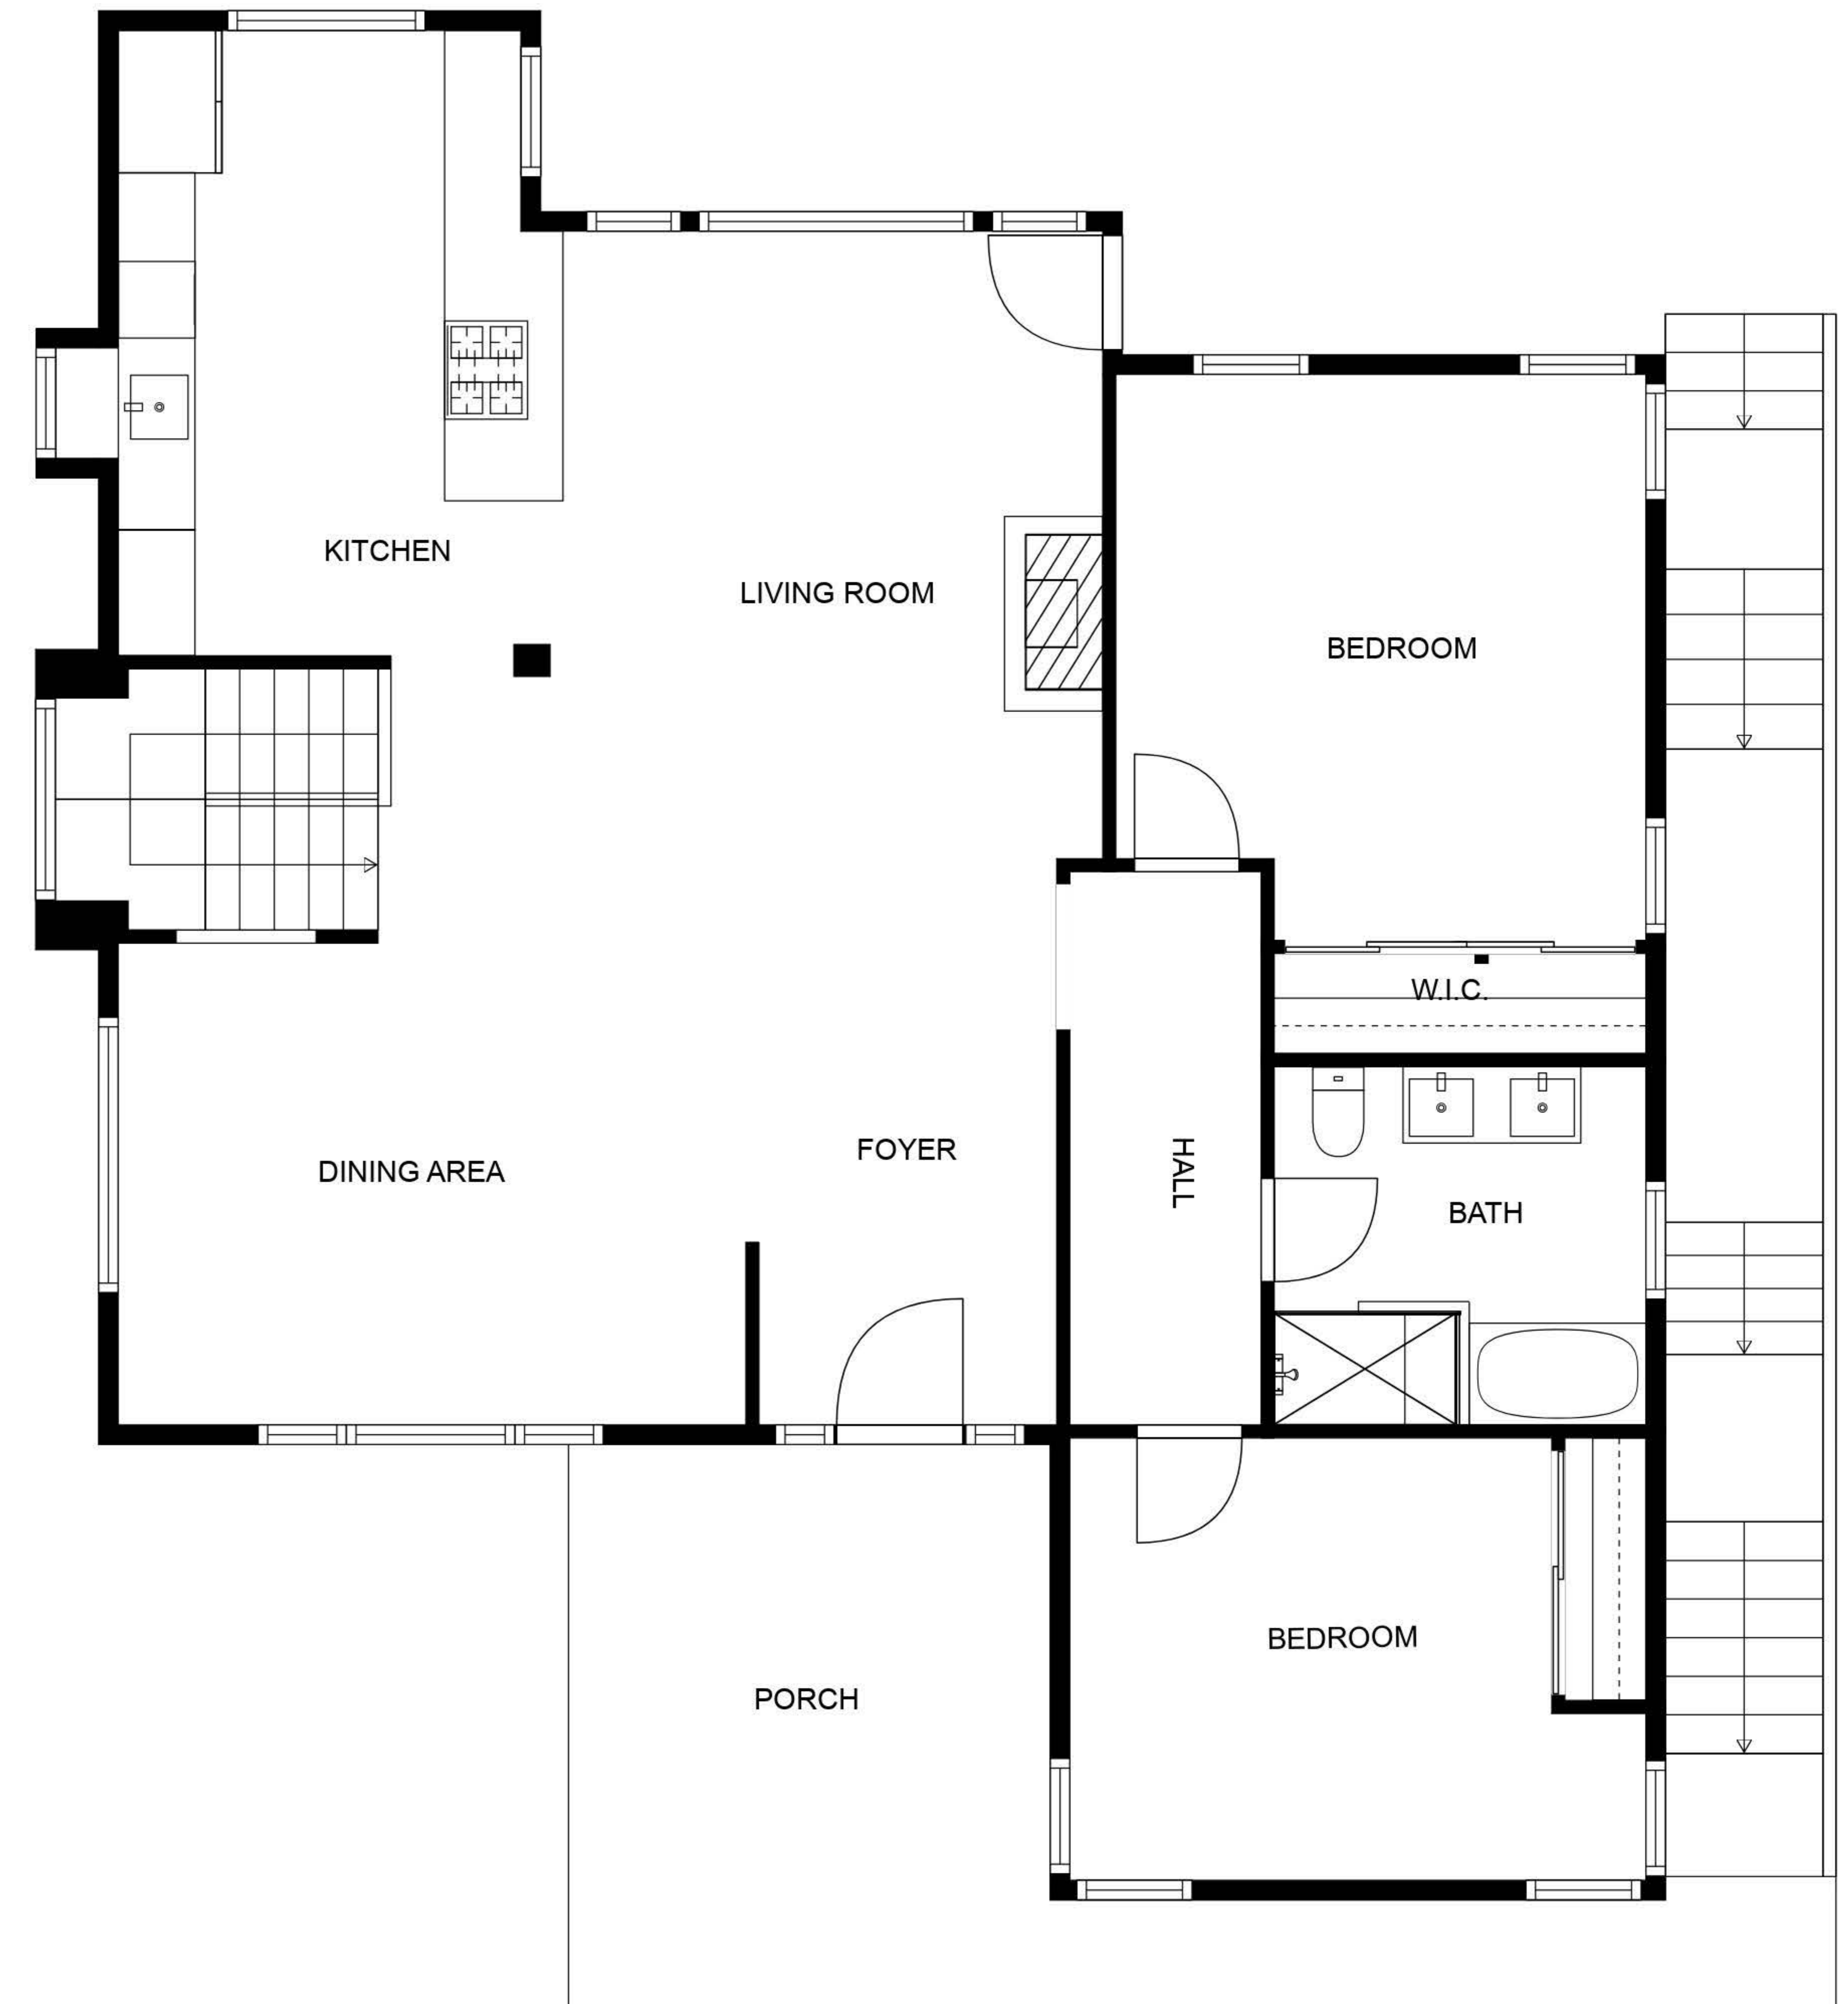 KITCHEN
LIVING ROOM
BEDROOM
W.I.C.
DINING AREA
FOYER
HALL
BATH
BEDROOM
PORCH